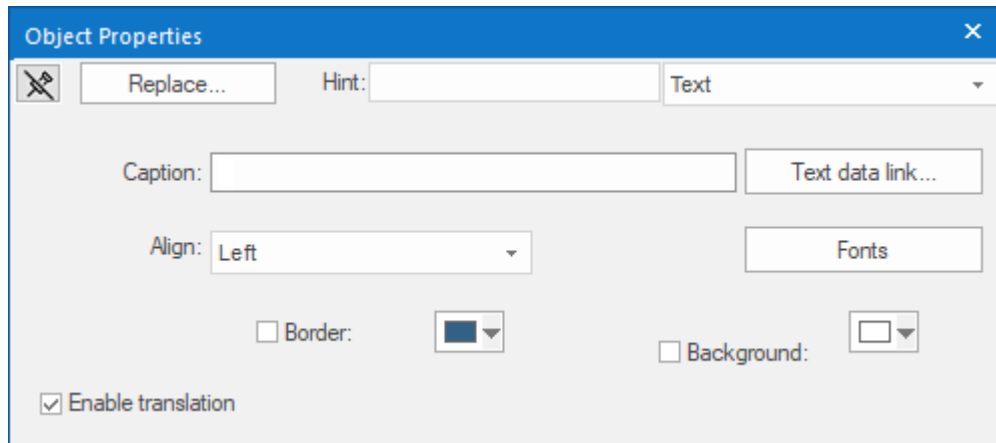 Object Properties
Replace... Hint: Text
Caption: Text data link...
Align: Left Fonts
Border: Background:
Enable translation